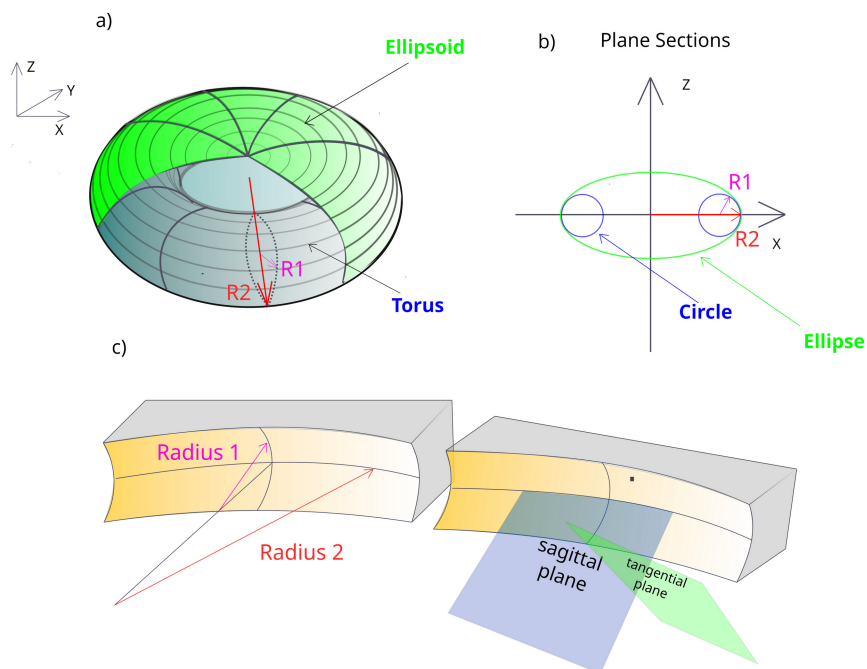 a)
Ellipsoid
Z
Y
X
R1
R2
Torus
b)
Plane Sections
Z
R1
R2
X
Circle
Ellipse
c)
Radius 1
Radius 2
sagittal
plane
tangential
plane